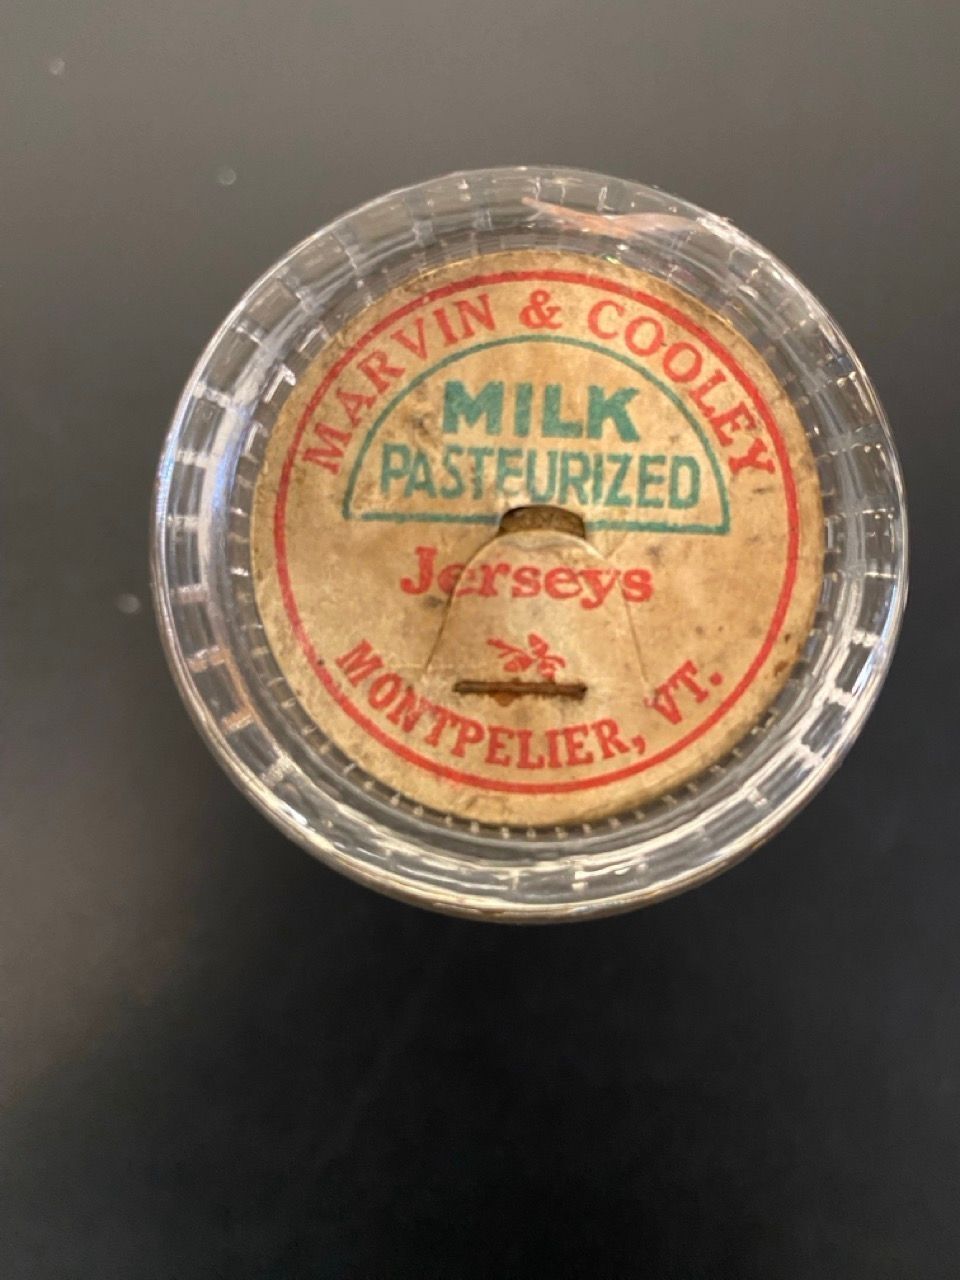 MARVIN & COOLEY
MILK
PASTEURIZED
Jerseys
MONTPELIER, VT.